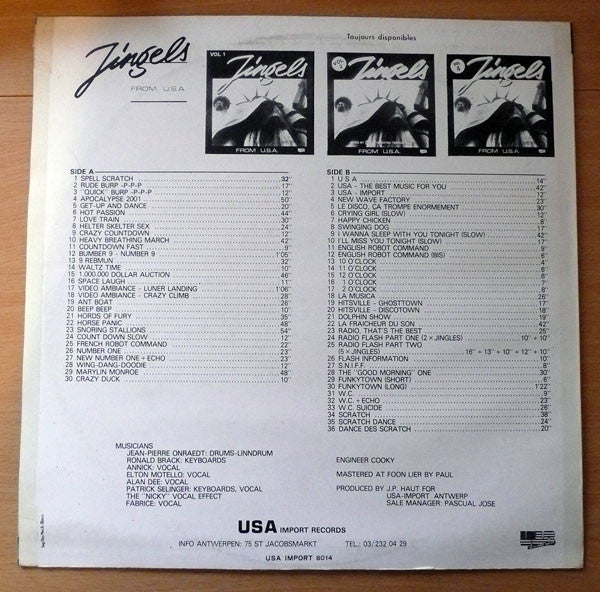 Jingels
FROM U.S.A.
Toujours disponibles
VOL 1
Jingels
FROM U.S.A.
VOL 2
Jingels
FROM U.S.A.
VOL 4
Jingels
FROM U.S.A.
SIDE A
1 SPELL SCRATCH 32"
2 RUDE BURP -P-P-P 17"
3 "QUICK" BURP -P-P-P 12"
4 APOCALYPSE 2001 50"
5 GET-UP AND DANCE 20"
6 HOT PASSION 44"
7 LOVE TRAIN 30"
8 HELTER SKELTER SEX 24"
9 CRAZY COUNTDOWN 12"
10 HEAVY BREATHING MARCH 42"
11 COUNTDOWN FAST 9"
12 BUMBER 9 - NUMBER 9 1'05"
13 9 REBMUN 32"
14 WALTZ TIME 10"
15 1.000.000 DOLLAR AUCTION 46"
16 SPACE LAUGH 11"
17 VIDEO AMBIANCE - LUNER LANDING 1'06"
18 VIDEO AMBIANCE - CRAZY CLIMB 28"
19 ANT BOAT 26"
20 BEEP BEEP 10"
21 HORDS OF FURY 35"
22 HORSE PANIC 48"
23 SNORING STALLIONS 54"
24 COUNT DOWN SLOW 12"
25 FRENCH ROBOT COMMAND 22"
26 NUMBER ONE 23"
27 NEW NUMBER ONE + ECHO 23"
28 WING-DANG-DOODIE 12"
29 MARYLIN MONROE 48"
30 CRAZY DUCK 10"
SIDE B
1 U S A 14"
2 USA - THE BEST MUSIC FOR YOU 42"
3 USA - IMPORT 12"
4 NEW WAVE FACTORY 23"
5 LE DISCO, CA TROMPE ENORMEMENT 30"
6 CRYING GIRL (SLOW) 12"
7 HAPPY CHICKEN 8"
8 SWINGING DOG 17"
9 I WANNA SLEEP WITH YOU TONIGHT (SLOW) 42"
10 I'LL MISS YOU TONIGHT (SLOW) 17"
11 ENGLISH ROBOT COMMAND 9"
12 ENGLISH ROBOT COMMAND (BIS) 6"
13 10 O'CLOCK 4"
14 11 O'CLOCK 6"
15 12 O'CLOCK 6"
16 1 O'CLOCK 7"
17 2 O'CLOCK 8"
18 LA MUSICA 26"
19 HITSVILLE - GHOSTTOWN 17"
20 HITSVILLE - DISCOTOWN 18"
21 DOLPHIN SHOW 19"
22 LA FRAICHEUR DU SON 42"
23 RADIO, THAT'S THE BEST 25"
24 RADIO FLASH PART ONE (2 × JINGLES) 10" + 10"
25 RADIO FLASH PART TWO
(5 × JINGLES) 16" + 13" + 10" + 12" + 10"
26 FLASH INFORMATION 10"
27 S.N.I.F.F 8"
28 THE "GOOD MORNING" ONE 30"
29 FUNKYTOWN (SHORT) 6"
30 FUNKYTOWN (LONG) 1'22"
31 W.C. 9"
32 W.C. + ECHO 23"
33 W.C. SUICIDE 26"
34 SCRATCH 38"
35 SCRATCH DANCE 24"
36 DANCE DES SCRATCH 20"
MUSICIANS
JEAN-PIERRE ONRAEDT: DRUMS-LINNDRUM
RONALD BRACK: KEYBOARDS
ANNICK: VOCAL
ELTON MOTELLO: VOCAL
ALAN DEE: VOCAL
PATRICK SELINGER: KEYBOARDS, VOCAL
THE "NICKY" VOCAL EFFECT
FABRICE: VOCAL
ENGINEER COOKY
MASTERED AT FOON LIER BY PAUL
PRODUCED BY J.P. HAUT FOR
USA-IMPORT ANTWERP
SALE MANAGER: PASCUAL JOSE
USA IMPORT RECORDS
INFO ANTWERPEN: 75 ST JACOBSMARKT TEL.: 03/232 04 29
USA IMPORT 8014